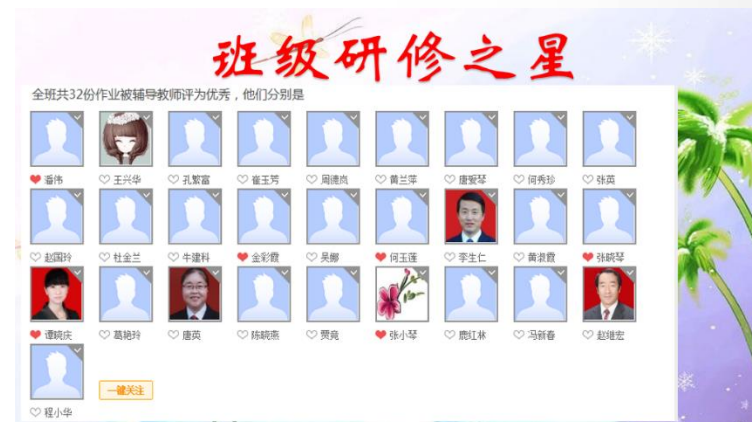 班级研修之星
全班共32份作业被辅导教师评为优秀，他们分别是
潘伟 王兴华 孔繁富 崔玉芳 周德岚 黄兰萍 唐爱琴 何秀珍 张英
赵国玲 杜金兰 牛建科 金彩霞 吴娜 何玉莲 李生仁 黄淑霞 张晓琴
谭晓庆 葛艳玲 唐英 陈晓燕 贾竞 张小琴 鹿红林 冯新春 赵继宏
一键关注
程小华